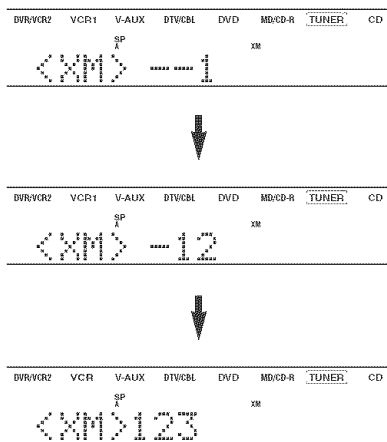 DVR/VCR2 VCR1 V-AUX DTV/CBL DVD MD/CD-R TUNER CD
SP
A XM
<XM> --1
DVR/VCR2 VCR1 V-AUX DTV/CBL DVD MD/CD-R TUNER CD
SP
A XM
<XM> -12
DVR/VCR2 VCR V-AUX DTV/CBL DVD MD/CD-R TUNER CD
SP
A XM
<XM>123